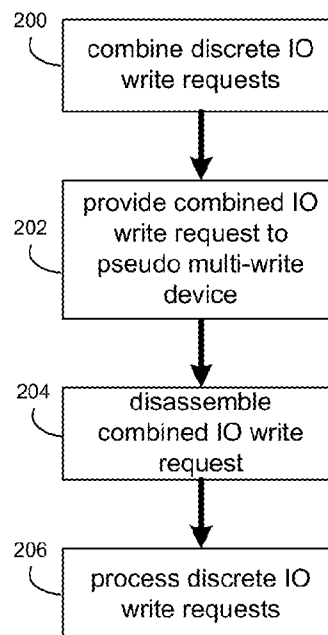 200
combine discrete IO
write requests
202
provide combined IO
write request to
pseudo multi-write
device
204
disassemble
combined IO write
request
206
process discrete IO
write requests